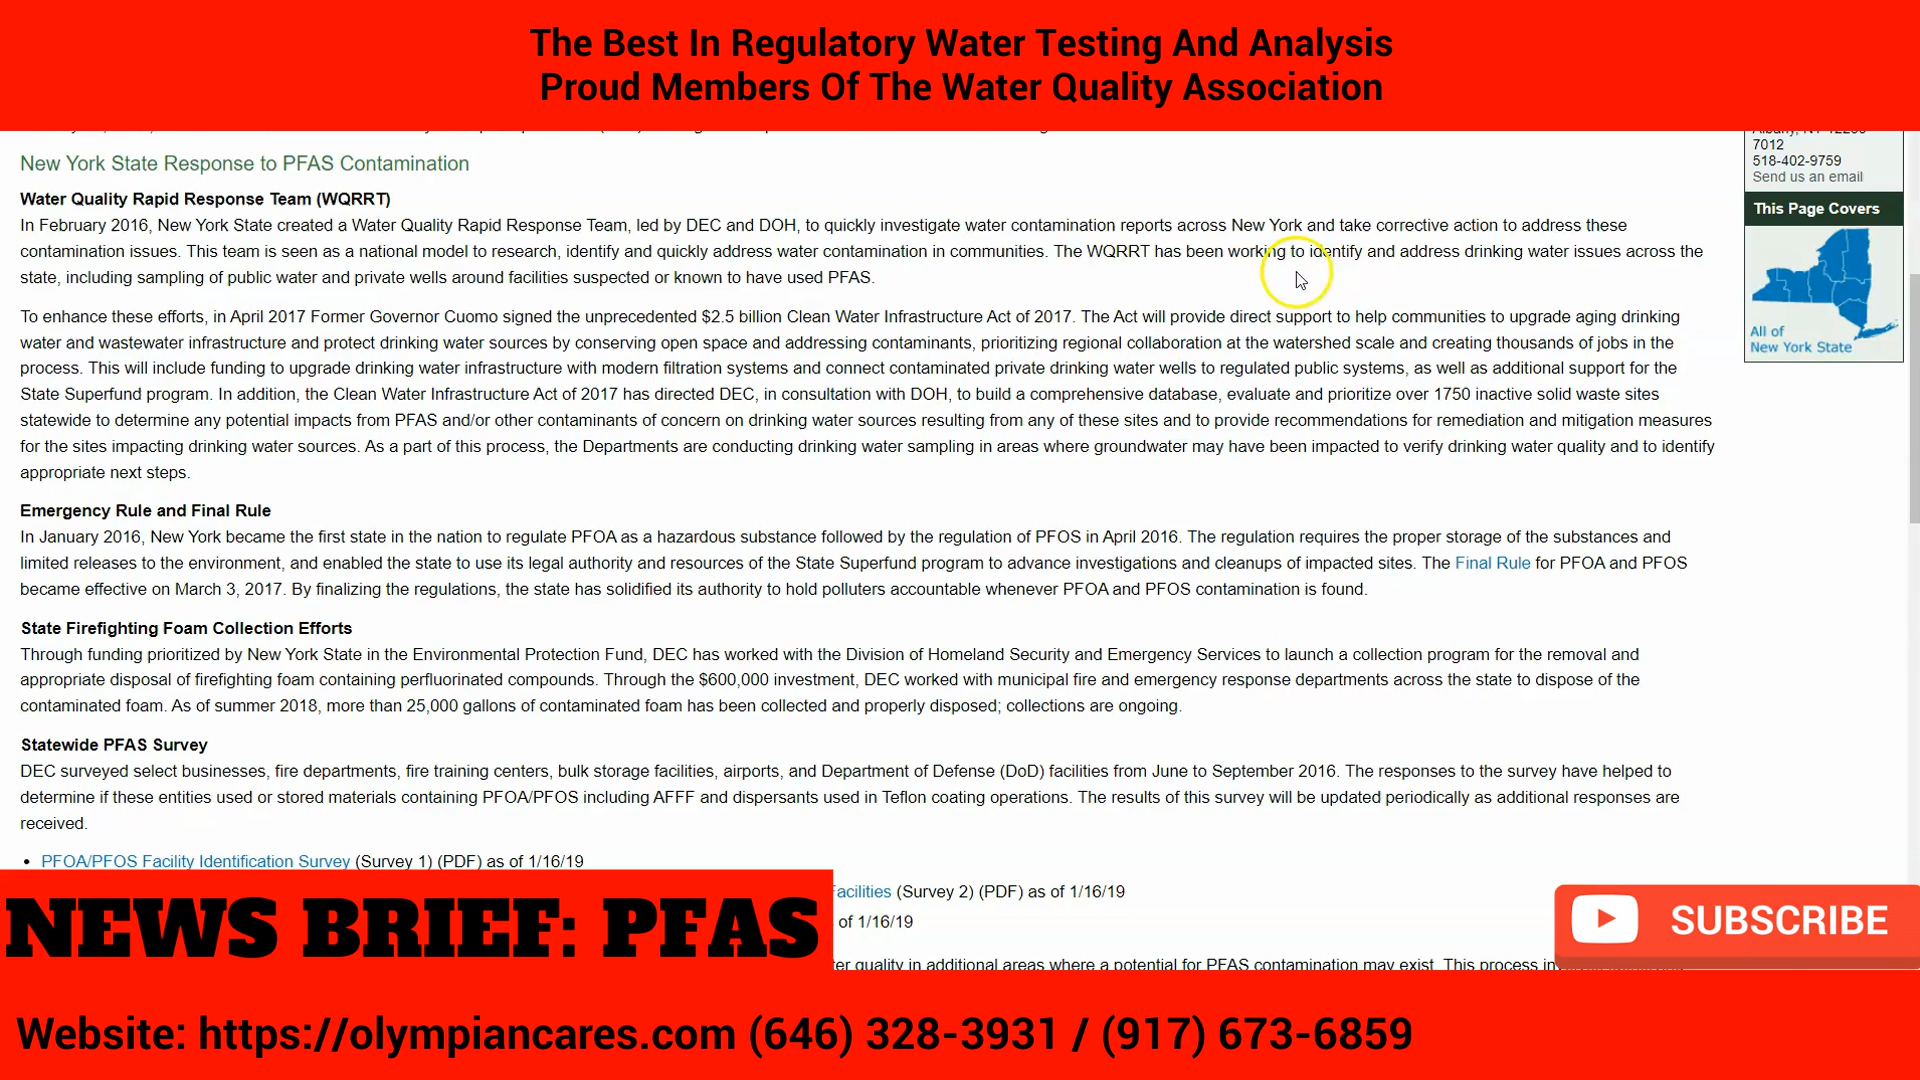 The Best In Regulatory Water Testing And Analysis
Proud Members Of The Water Quality Association
Albany, NY 12233-
7012
518-402-9759
Send us an email
This Page Covers
All of
New York State
New York State Response to PFAS Contamination
Water Quality Rapid Response Team (WQRRT)
In February 2016, New York State created a Water Quality Rapid Response Team, led by DEC and DOH, to quickly investigate water contamination reports across New York and take corrective action to address these
contamination issues. This team is seen as a national model to research, identify and quickly address water contamination in communities. The WQRRT has been working to identify and address drinking water issues across the
state, including sampling of public water and private wells around facilities suspected or known to have used PFAS.
To enhance these efforts, in April 2017 Former Governor Cuomo signed the unprecedented $2.5 billion Clean Water Infrastructure Act of 2017. The Act will provide direct support to help communities to upgrade aging drinking
water and wastewater infrastructure and protect drinking water sources by conserving open space and addressing contaminants, prioritizing regional collaboration at the watershed scale and creating thousands of jobs in the
process. This will include funding to upgrade drinking water infrastructure with modern filtration systems and connect contaminated private drinking water wells to regulated public systems, as well as additional support for the
State Superfund program. In addition, the Clean Water Infrastructure Act of 2017 has directed DEC, in consultation with DOH, to build a comprehensive database, evaluate and prioritize over 1750 inactive solid waste sites
statewide to determine any potential impacts from PFAS and/or other contaminants of concern on drinking water sources resulting from any of these sites and to provide recommendations for remediation and mitigation measures
for the sites impacting drinking water sources. As a part of this process, the Departments are conducting drinking water sampling in areas where groundwater may have been impacted to verify drinking water quality and to identify
appropriate next steps.
Emergency Rule and Final Rule
In January 2016, New York became the first state in the nation to regulate PFOA as a hazardous substance followed by the regulation of PFOS in April 2016. The regulation requires the proper storage of the substances and
limited releases to the environment, and enabled the state to use its legal authority and resources of the State Superfund program to advance investigations and cleanups of impacted sites. The Final Rule for PFOA and PFOS
became effective on March 3, 2017. By finalizing the regulations, the state has solidified its authority to hold polluters accountable whenever PFOA and PFOS contamination is found.
State Firefighting Foam Collection Efforts
Through funding prioritized by New York State in the Environmental Protection Fund, DEC has worked with the Division of Homeland Security and Emergency Services to launch a collection program for the removal and
appropriate disposal of firefighting foam containing perfluorinated compounds. Through the $600,000 investment, DEC worked with municipal fire and emergency response departments across the state to dispose of the
contaminated foam. As of summer 2018, more than 25,000 gallons of contaminated foam has been collected and properly disposed; collections are ongoing.
Statewide PFAS Survey
DEC surveyed select businesses, fire departments, fire training centers, bulk storage facilities, airports, and Department of Defense (DoD) facilities from June to September 2016. The responses to the survey have helped to
determine if these entities used or stored materials containing PFOA/PFOS including AFFF and dispersants used in Teflon coating operations. The results of this survey will be updated periodically as additional responses are
received.
• PFOA/PFOS Facility Identification Survey (Survey 1) (PDF) as of 1/16/19
Facilities (Survey 2) (PDF) as of 1/16/19
of 1/16/19
er quality in additional areas where a potential for PFAS contamination may exist. This process
NEWS BRIEF: PFAS
SUBSCRIBE
Website: https://olympiancares.com (646) 328-3931 / (917) 673-6859